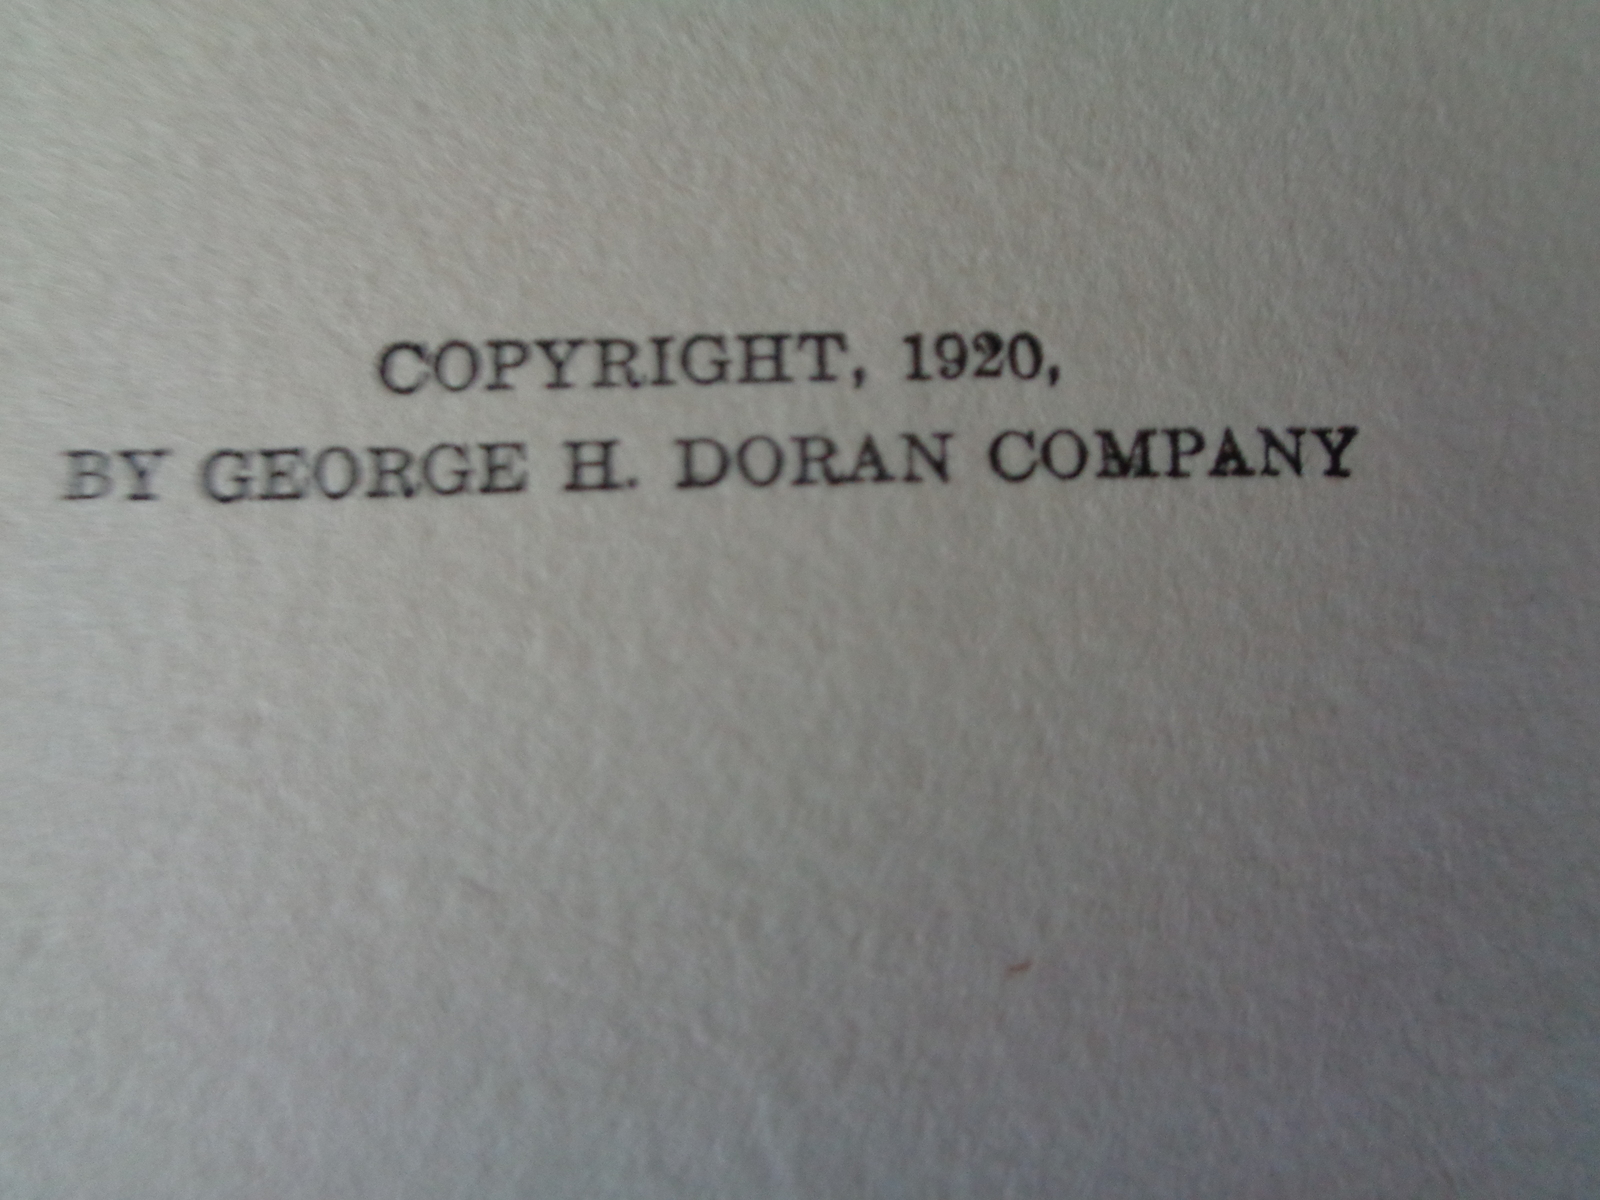 COPYRIGHT, 1920,
BY GEORGE H. DORAN COMPANY